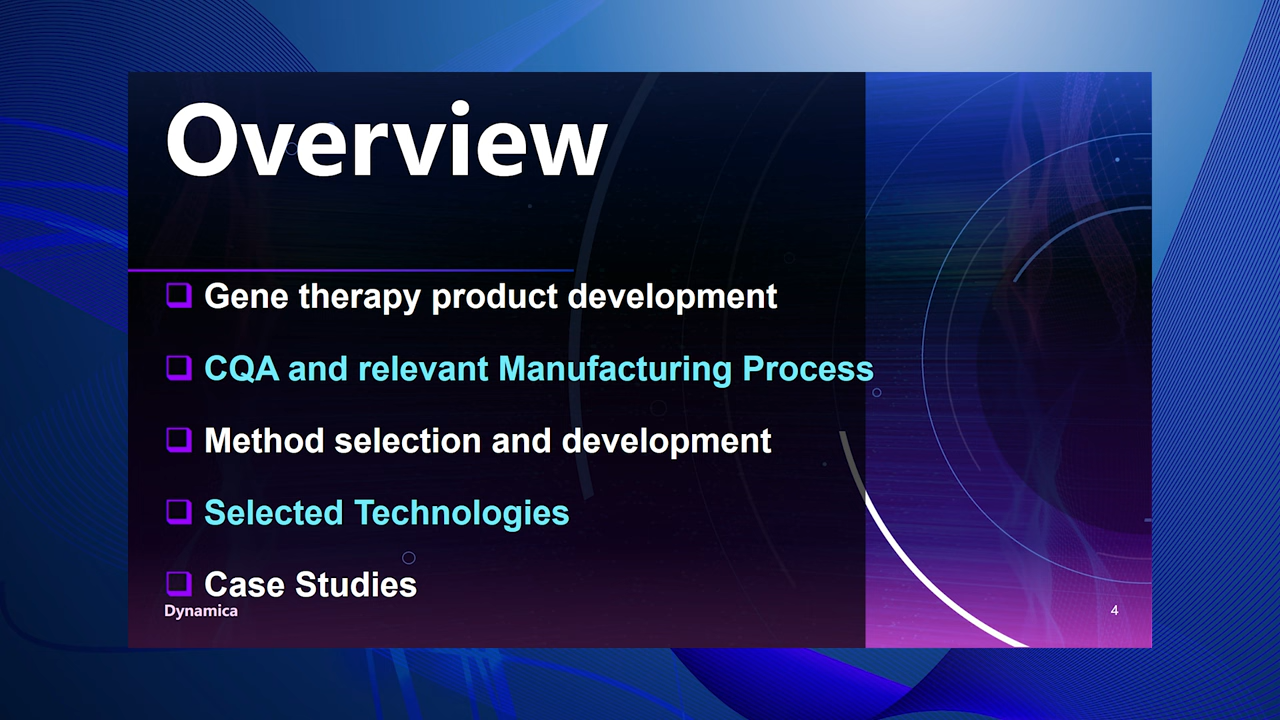 Overview
Gene therapy product development
CQA and relevant Manufacturing Process
Method selection and development
Selected Technologies
Case Studies
Dynamica
4